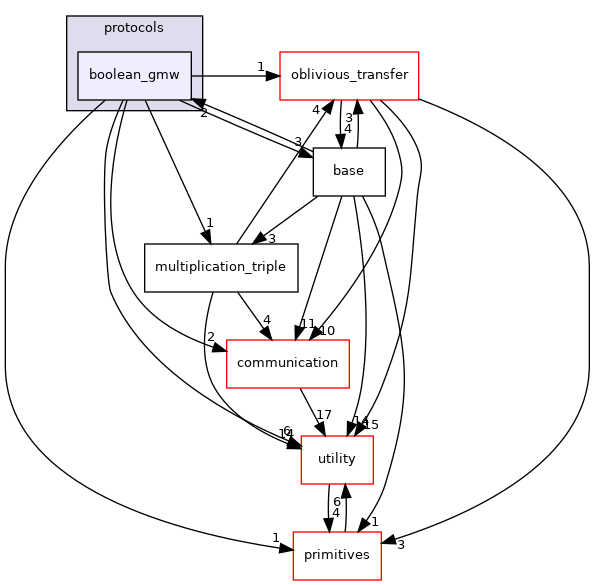 protocols
boolean_gmw
1
oblivious_transfer
2
4
3
4
3
base
1
3
multiplication_triple
4
11
10
2
communication
17
6
14
14
15
utility
6
4
1
1
3
primitives